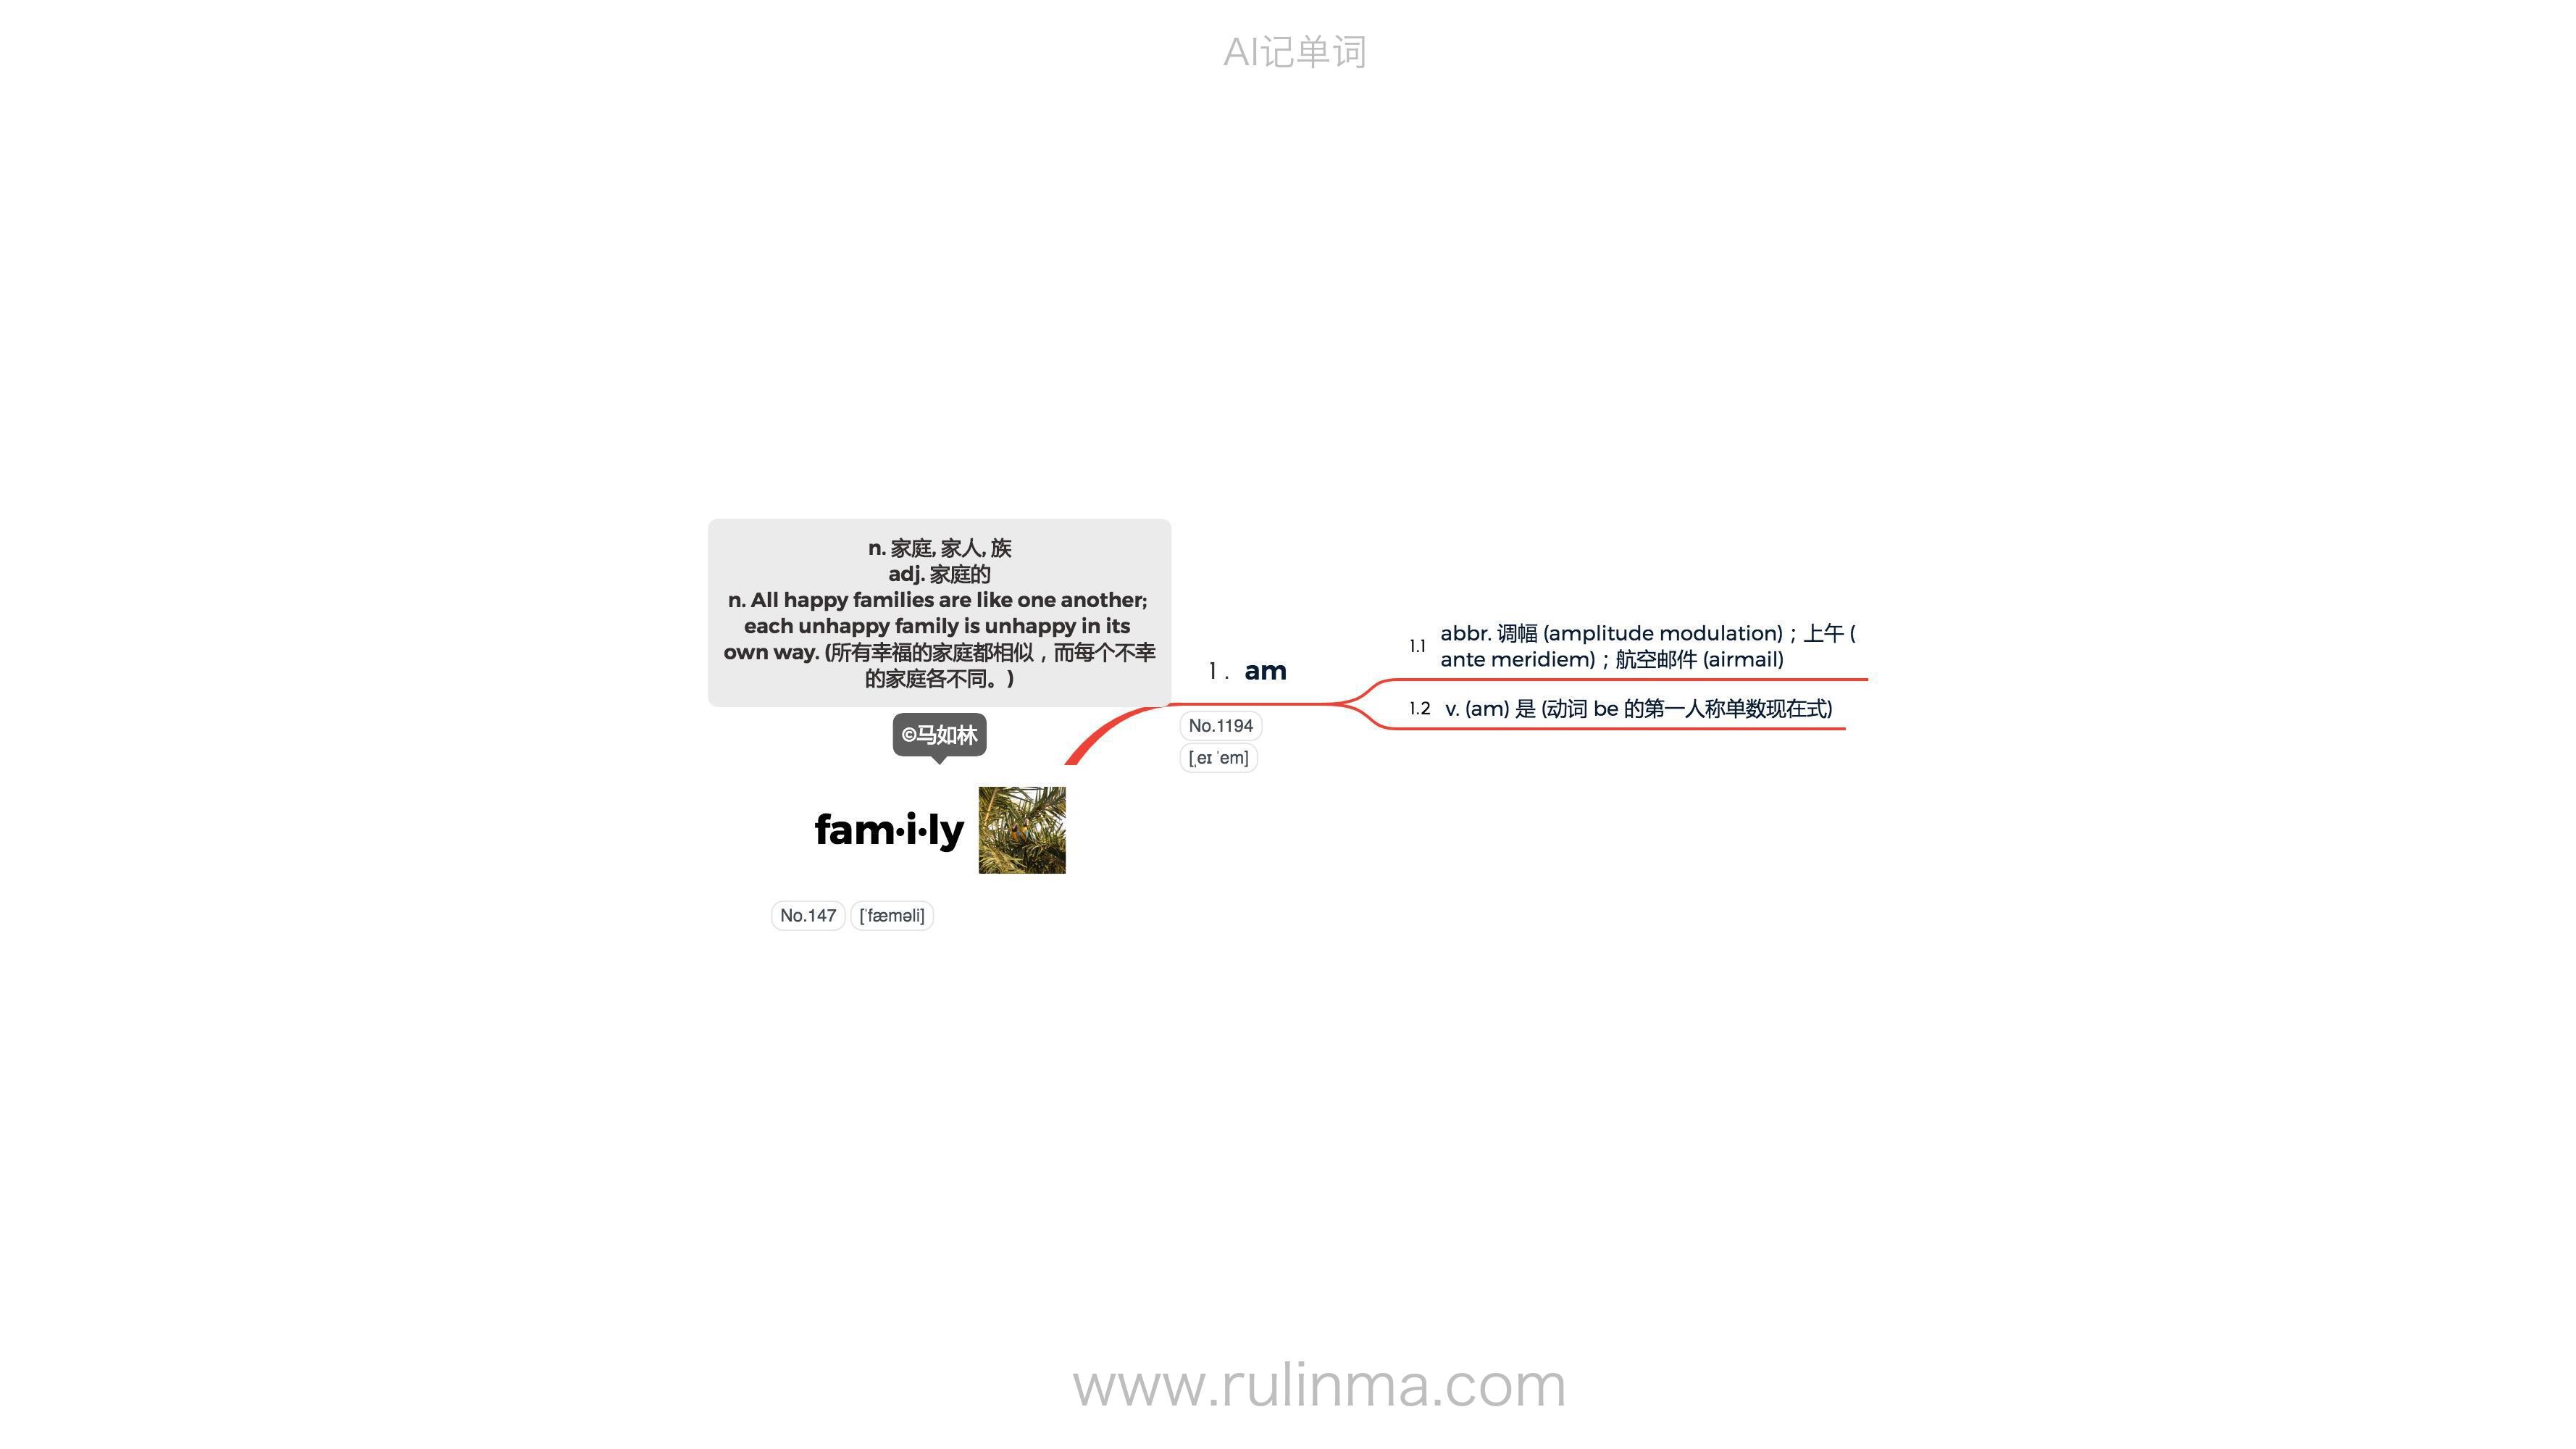 AI记单词
n. 家庭, 家人, 族
adj. 家庭的
n. All happy families are like one another;
each unhappy family is unhappy in its
own way. (所有幸福的家庭都相似，而每个不幸
的家庭各不同。)
©马如林
fam·i·ly
No.147 [ˈfæməli]
1. am
No.1194
[ˌeɪ ˈem]
1.1 abbr. 调幅 (amplitude modulation)；上午 (
ante meridiem)；航空邮件 (airmail)
1.2 v. (am) 是 (动词 be 的第一人称单数现在式)
www.rulinma.com